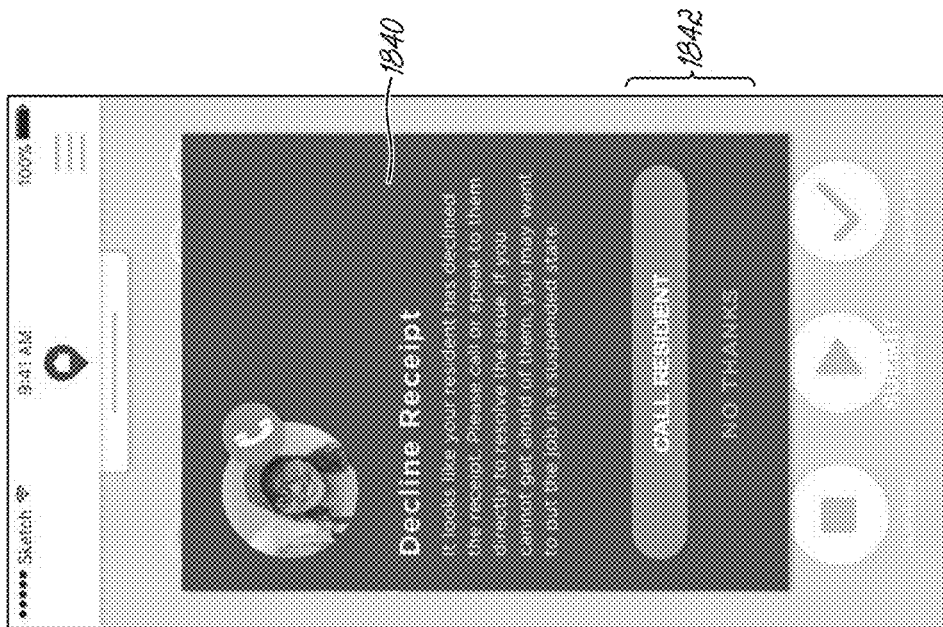 ••••• Sketch
9:41 AM
100%
1840
Decline Receipt
It looks like your resident has declined
the receipt. Please call or speak to them
directly to resolve the issue. If you
cannot get ahold of them, you may want
to put the job in a suspended state.
CALL RESIDENT
NO THANKS
1842